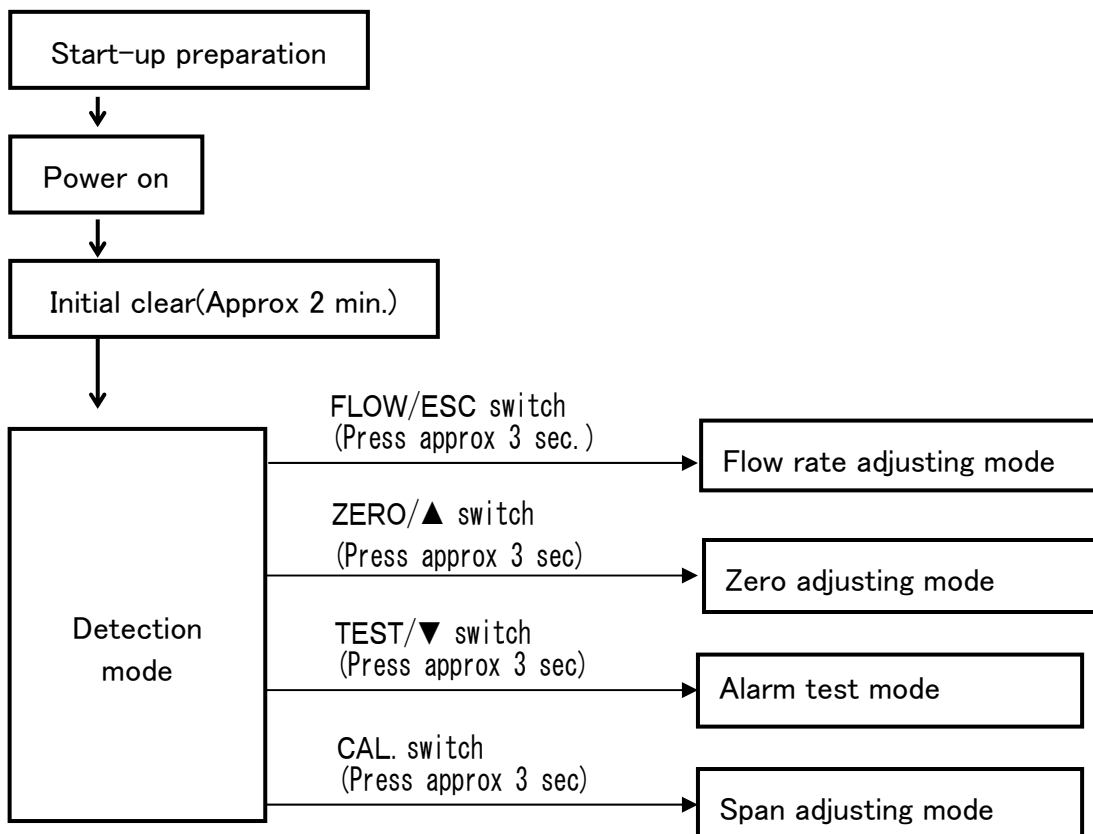 Start-up preparation
Power on
Initial clear(Approx 2 min.)
FLOW/ESC switch
(Press approx 3 sec.)
Flow rate adjusting mode
ZERO/▲ switch
(Press approx 3 sec)
Zero adjusting mode
Detection
mode
TEST/▼ switch
(Press approx 3 sec)
Alarm test mode
CAL. switch
(Press approx 3 sec)
Span adjusting mode